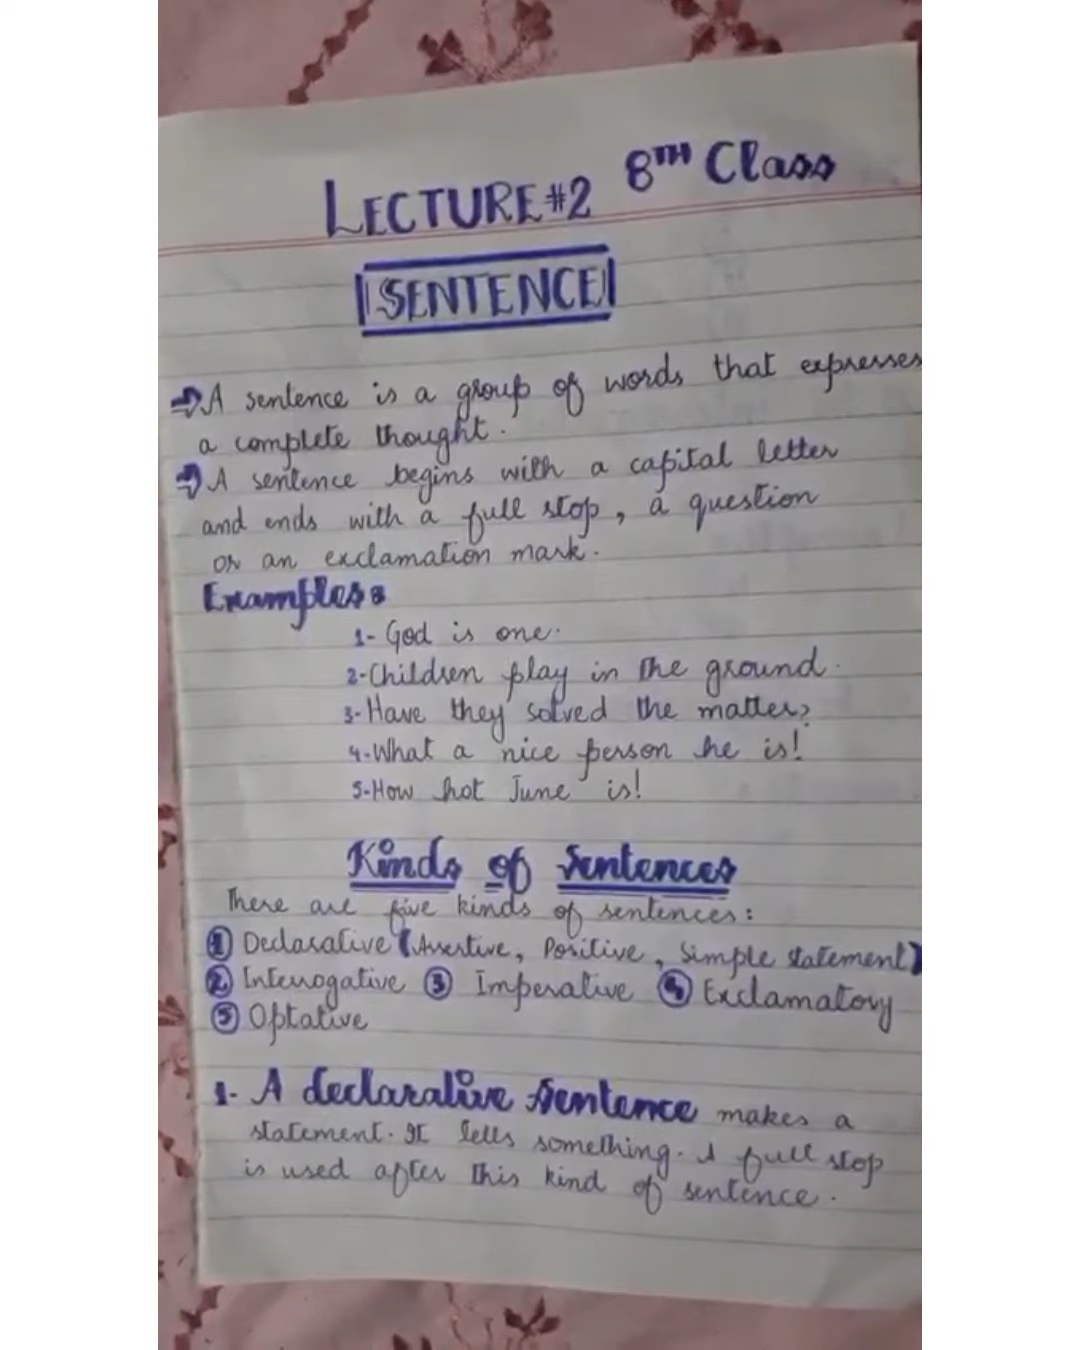 LECTURE#2 8TH Class
SENTENCE
⇒ A sentence is a group of words that expresses
a complete thought.
⇒ A sentence begins with a capital letter
and ends with a full stop, a question
or an exclamation mark.
Examples:
1- God is one.
2- Children play in the ground.
3- Have they solved the matter?
4- What a nice person he is!
5- How hot June is!
Kinds of Sentences
There are five kinds of sentences:
① Declarative (Assertive, Positive, Simple statement)
② Interrogative ③ Imperative ④ Exclamatory
⑤ Optative
1. A declarative Sentence makes a
statement. It tells something. A full stop
is used after this kind of sentence.